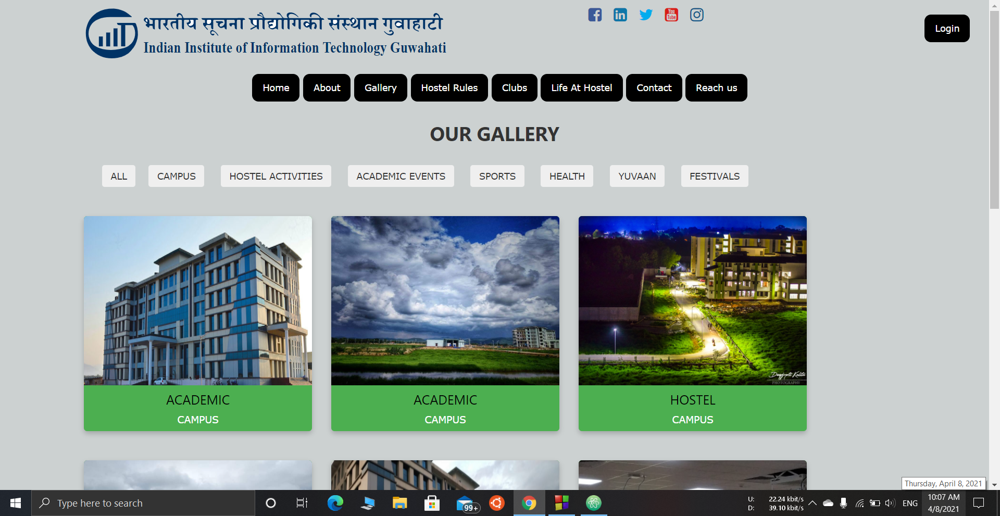 भारतीय सूचना प्रौद्योगिकी संस्थान गुवाहाटी
Indian Institute of Information Technology Guwahati
Login
Home About Gallery Hostel Rules Clubs Life At Hostel Contact Reach us
OUR GALLERY
ALL CAMPUS HOSTEL ACTIVITIES ACADEMIC EVENTS SPORTS HEALTH YUVAAN FESTIVALS
Deepjyoti Kalita
PHOTOGRAPHY
ACADEMIC ACADEMIC HOSTEL
CAMPUS CAMPUS CAMPUS
Thursday, April 8, 2021
Type here to search
99+
U: 22.24 kbit/s
D: 39.10 kbit/s
ENG
10:07 AM
4/8/2021